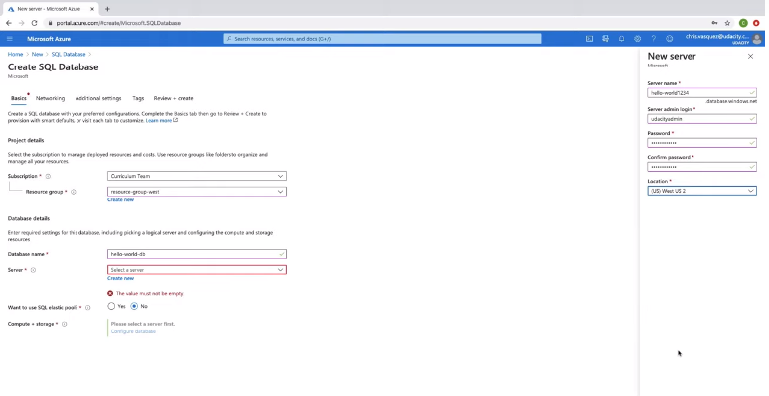 New server - Microsoft Azure
portal.azure.com/#create/Microsoft.SQLDatabase
Microsoft Azure
Search resources, services, and docs (G+/)
chris.vasquez@udacity.c...
UDACITY
Home > New > SQL Database >
Create SQL Database
Microsoft
Basics
Networking
additional settings
Tags
Review + create
Create a SQL database with your preferred configurations. Complete the Basics tab then go to Review + Create to
provision with smart defaults, or visit each tab to customize. Learn more
Project details
Select the subscription to manage deployed resources and costs. Use resource groups like foldersto organize and
manage all your resources.
Subscription *
Curriculum Team
Resource group *
resource-group-west
Create new
Database details
Enter required settings for this database, including picking a logical server and configuring the compute and storage
resources
Database name *
hello-world-db
Server *
Select a server
Create new
The value must not be empty.
Want to use SQL elastic pool *
Yes
No
Compute + storage *
Please select a server first.
Configure database
New server
Microsoft
Server name *
hello-world1234
.database.windows.net
Server admin login *
udacityadmin
Password *
••••••••••••
Confirm password *
••••••••••••
Location *
(US) West US 2